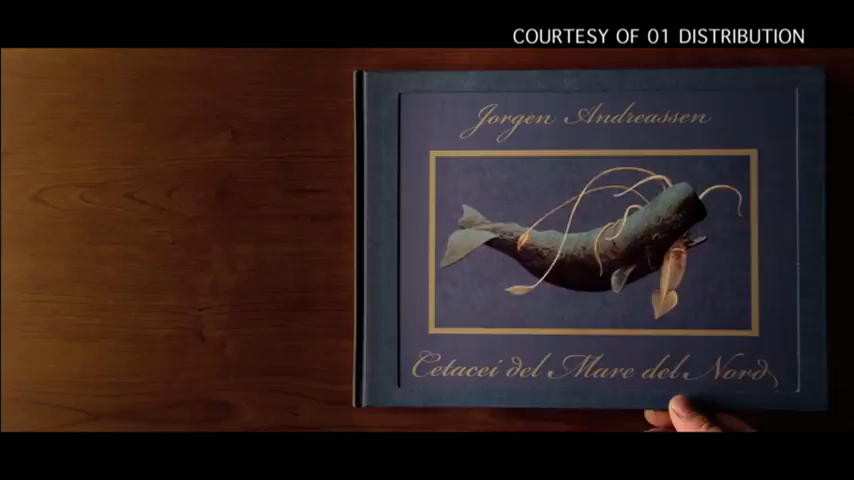 COURTESY OF 01 DISTRIBUTION
Jorgen Andreassen
Cetacei del Mare del Nord